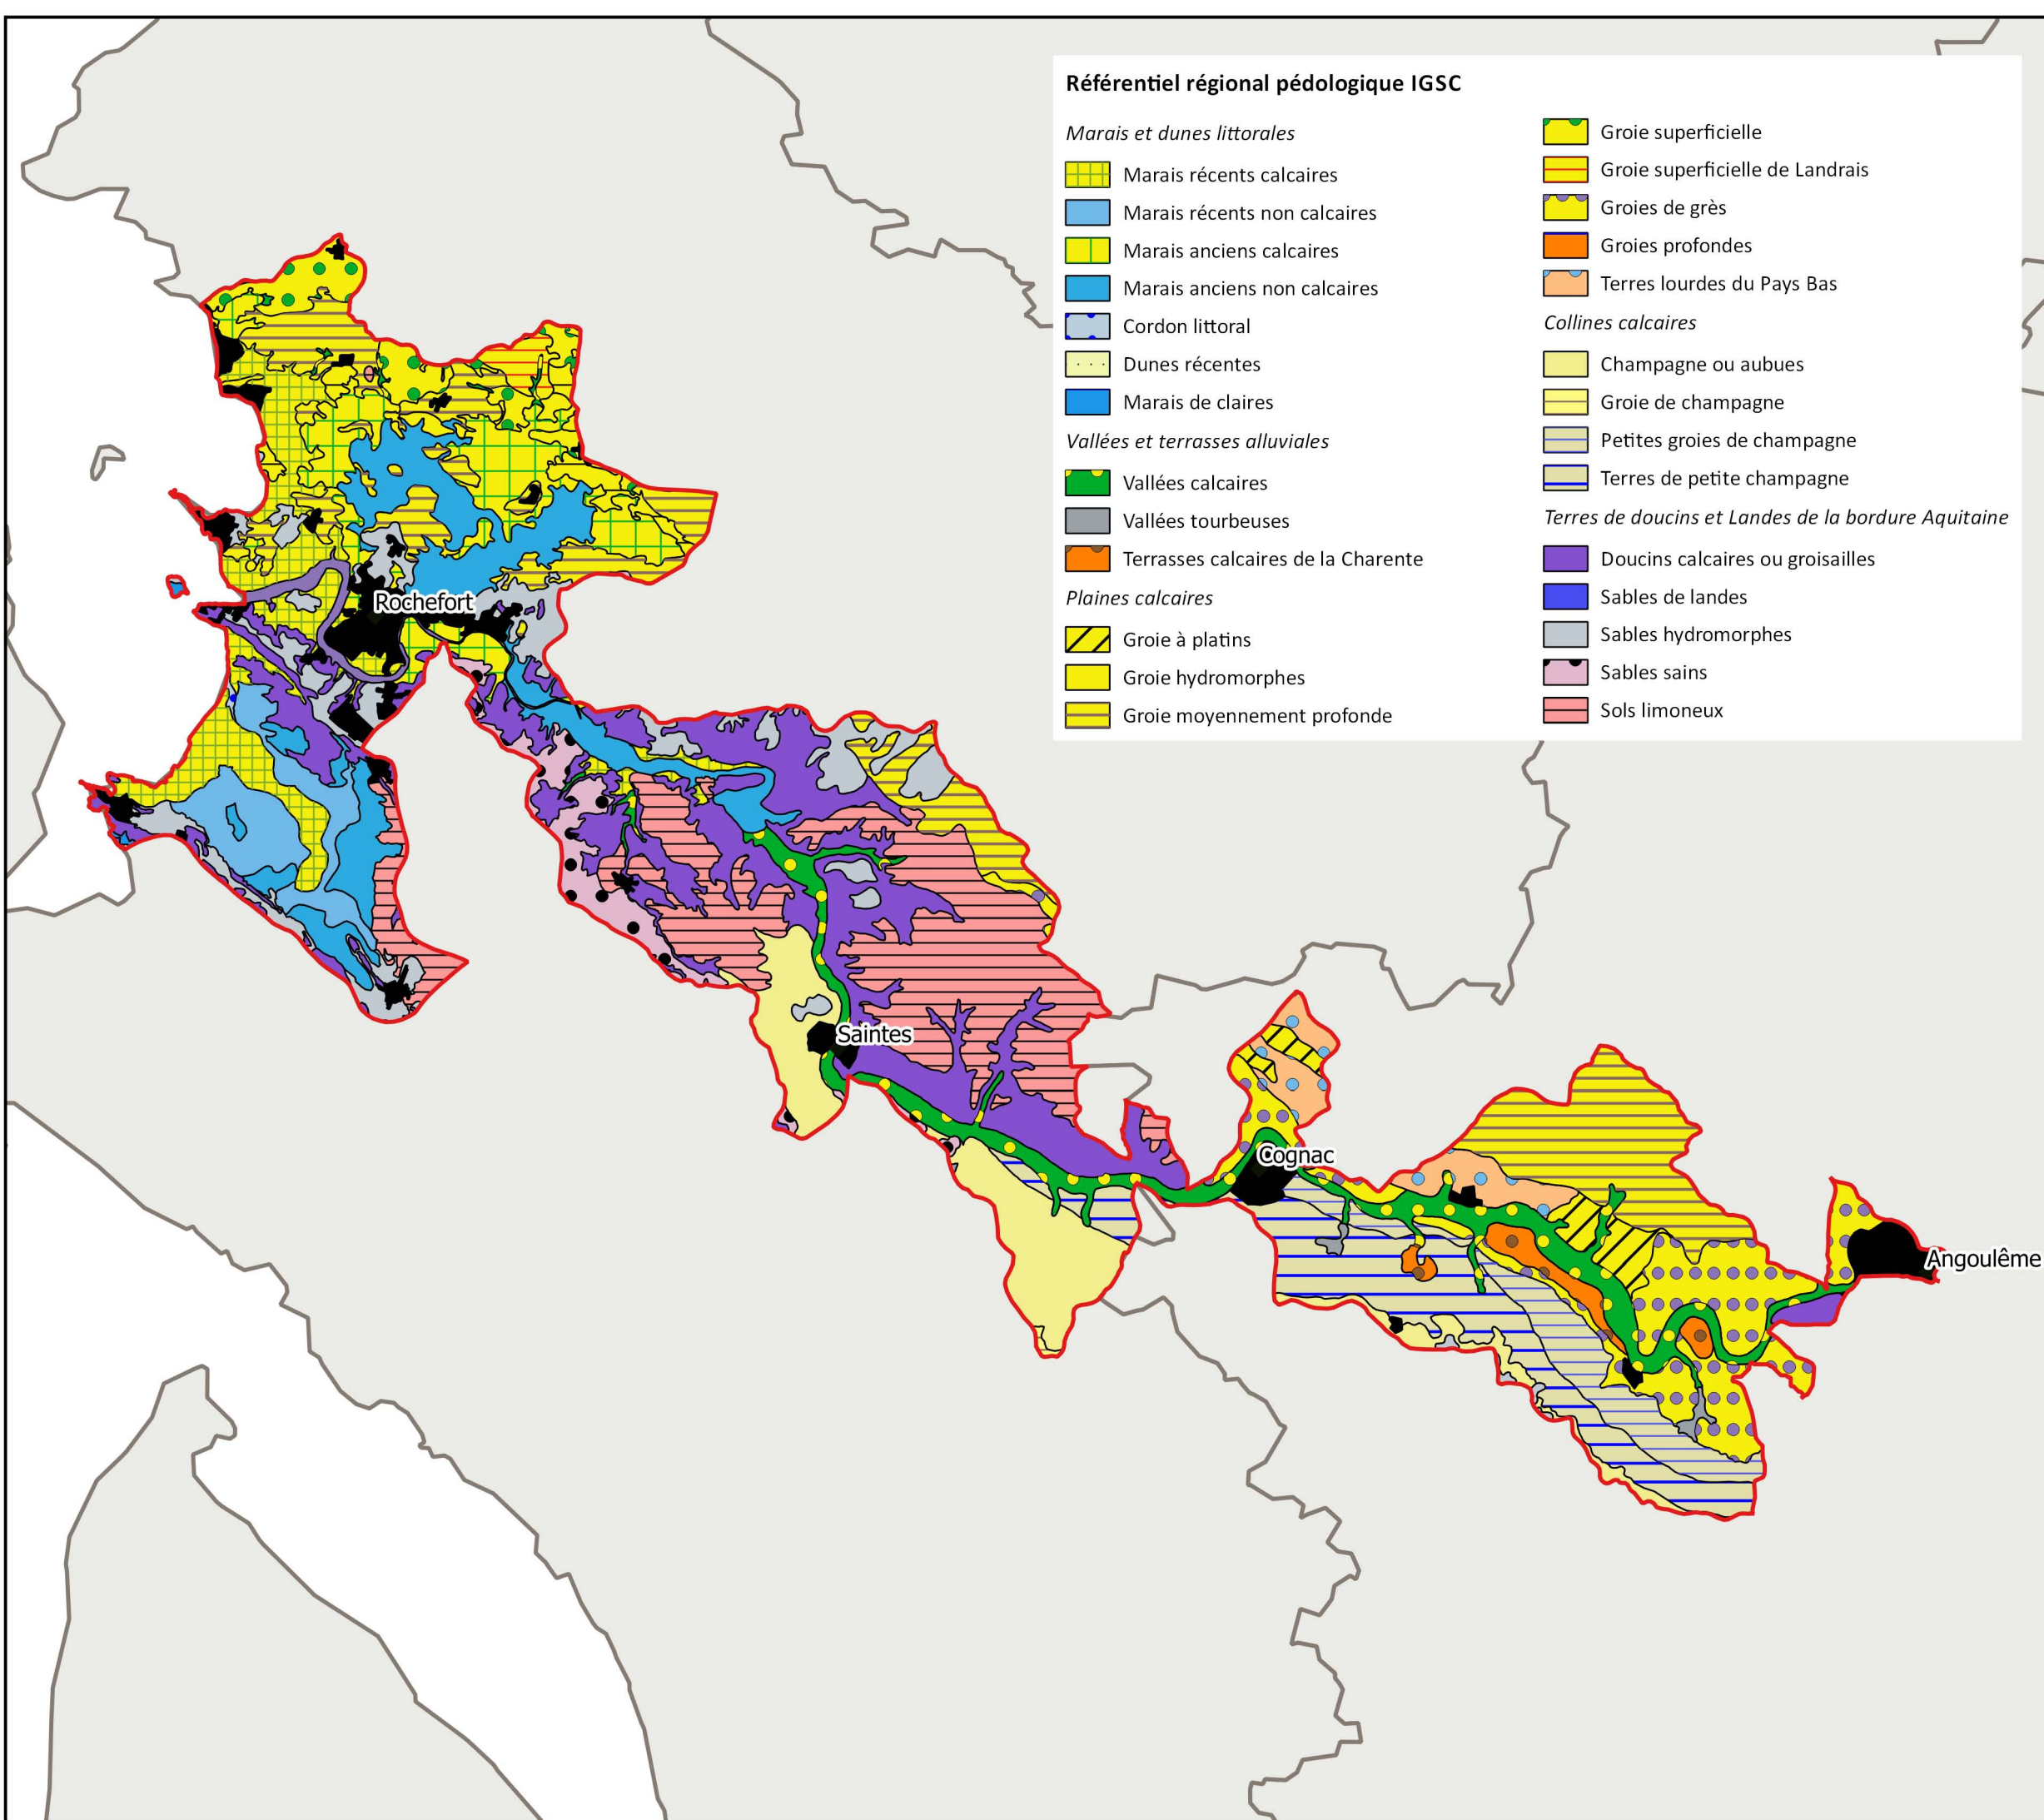 Référentiel régional pédologique IGSC
Marais et dunes littorales
Marais récents calcaires
Marais récents non calcaires
Marais anciens calcaires
Marais anciens non calcaires
Cordon littoral
Dunes récentes
Marais de claires
Vallées et terrasses alluviales
Vallées calcaires
Vallées tourbeuses
Terrasses calcaires de la Charente
Plaines calcaires
Groie à platins
Groie hydromorphes
Groie moyennement profonde
Groie superficielle
Groie superficielle de Landrais
Groies de grès
Groies profondes
Terres lourdes du Pays Bas
Collines calcaires
Champagne ou aubues
Groie de champagne
Petites groies de champagne
Terres de petite champagne
Terres de doucins et Landes de la bordure Aquitaine
Doucins calcaires ou groisailles
Sables de landes
Sables hydromorphes
Sables sains
Sols limoneux
Rochefort
Saintes
Cognac
Angoulême